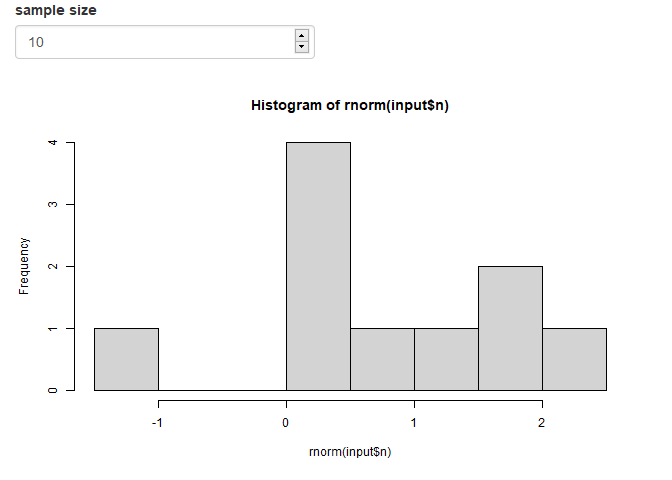 sample size
10
Histogram of rnorm(input$n)
4
3
2
1
0
Frequency
-1
0
1
2
rnorm(input$n)